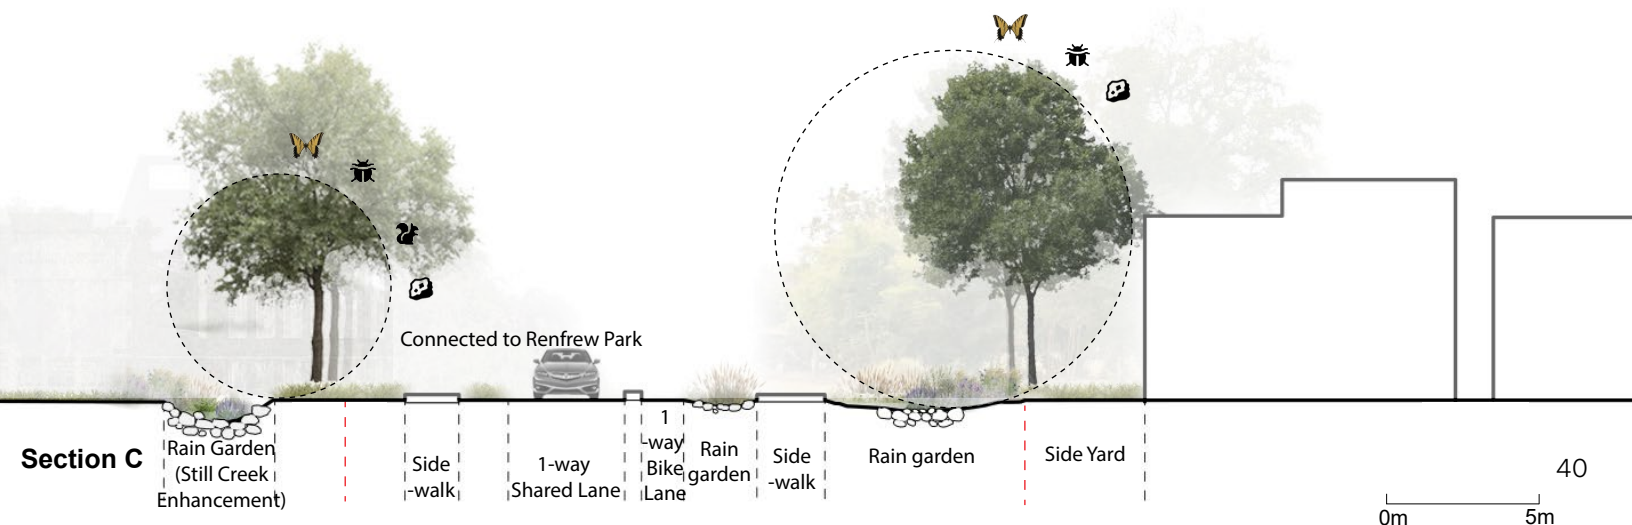 Connected to Renfrew Park
Section C
Rain Garden
(Still Creek
Enhancement)
Side
-walk
1-way
Shared Lane
1
-way
Bike
Lane
Rain
garden
Side
-walk
Rain garden
Side Yard
40
0m
5m